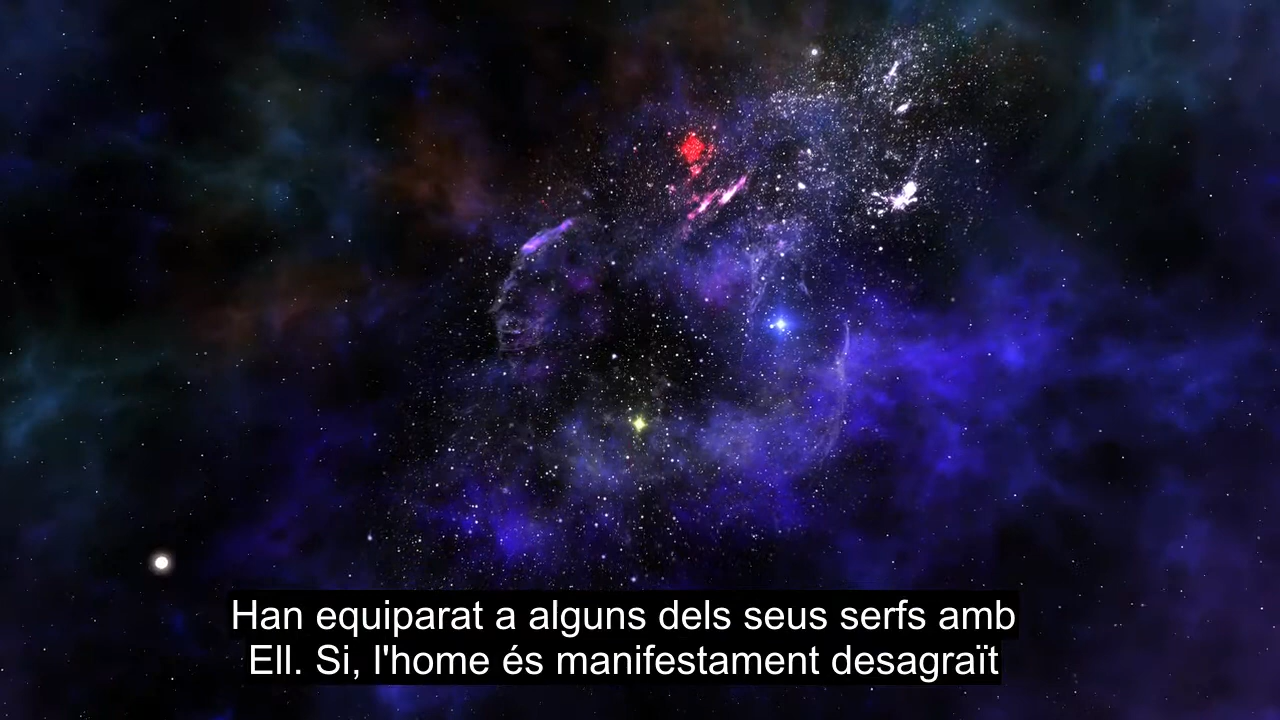 Han equiparat a alguns dels seus serfs amb
Ell. Si, l'home és manifestament desagraït